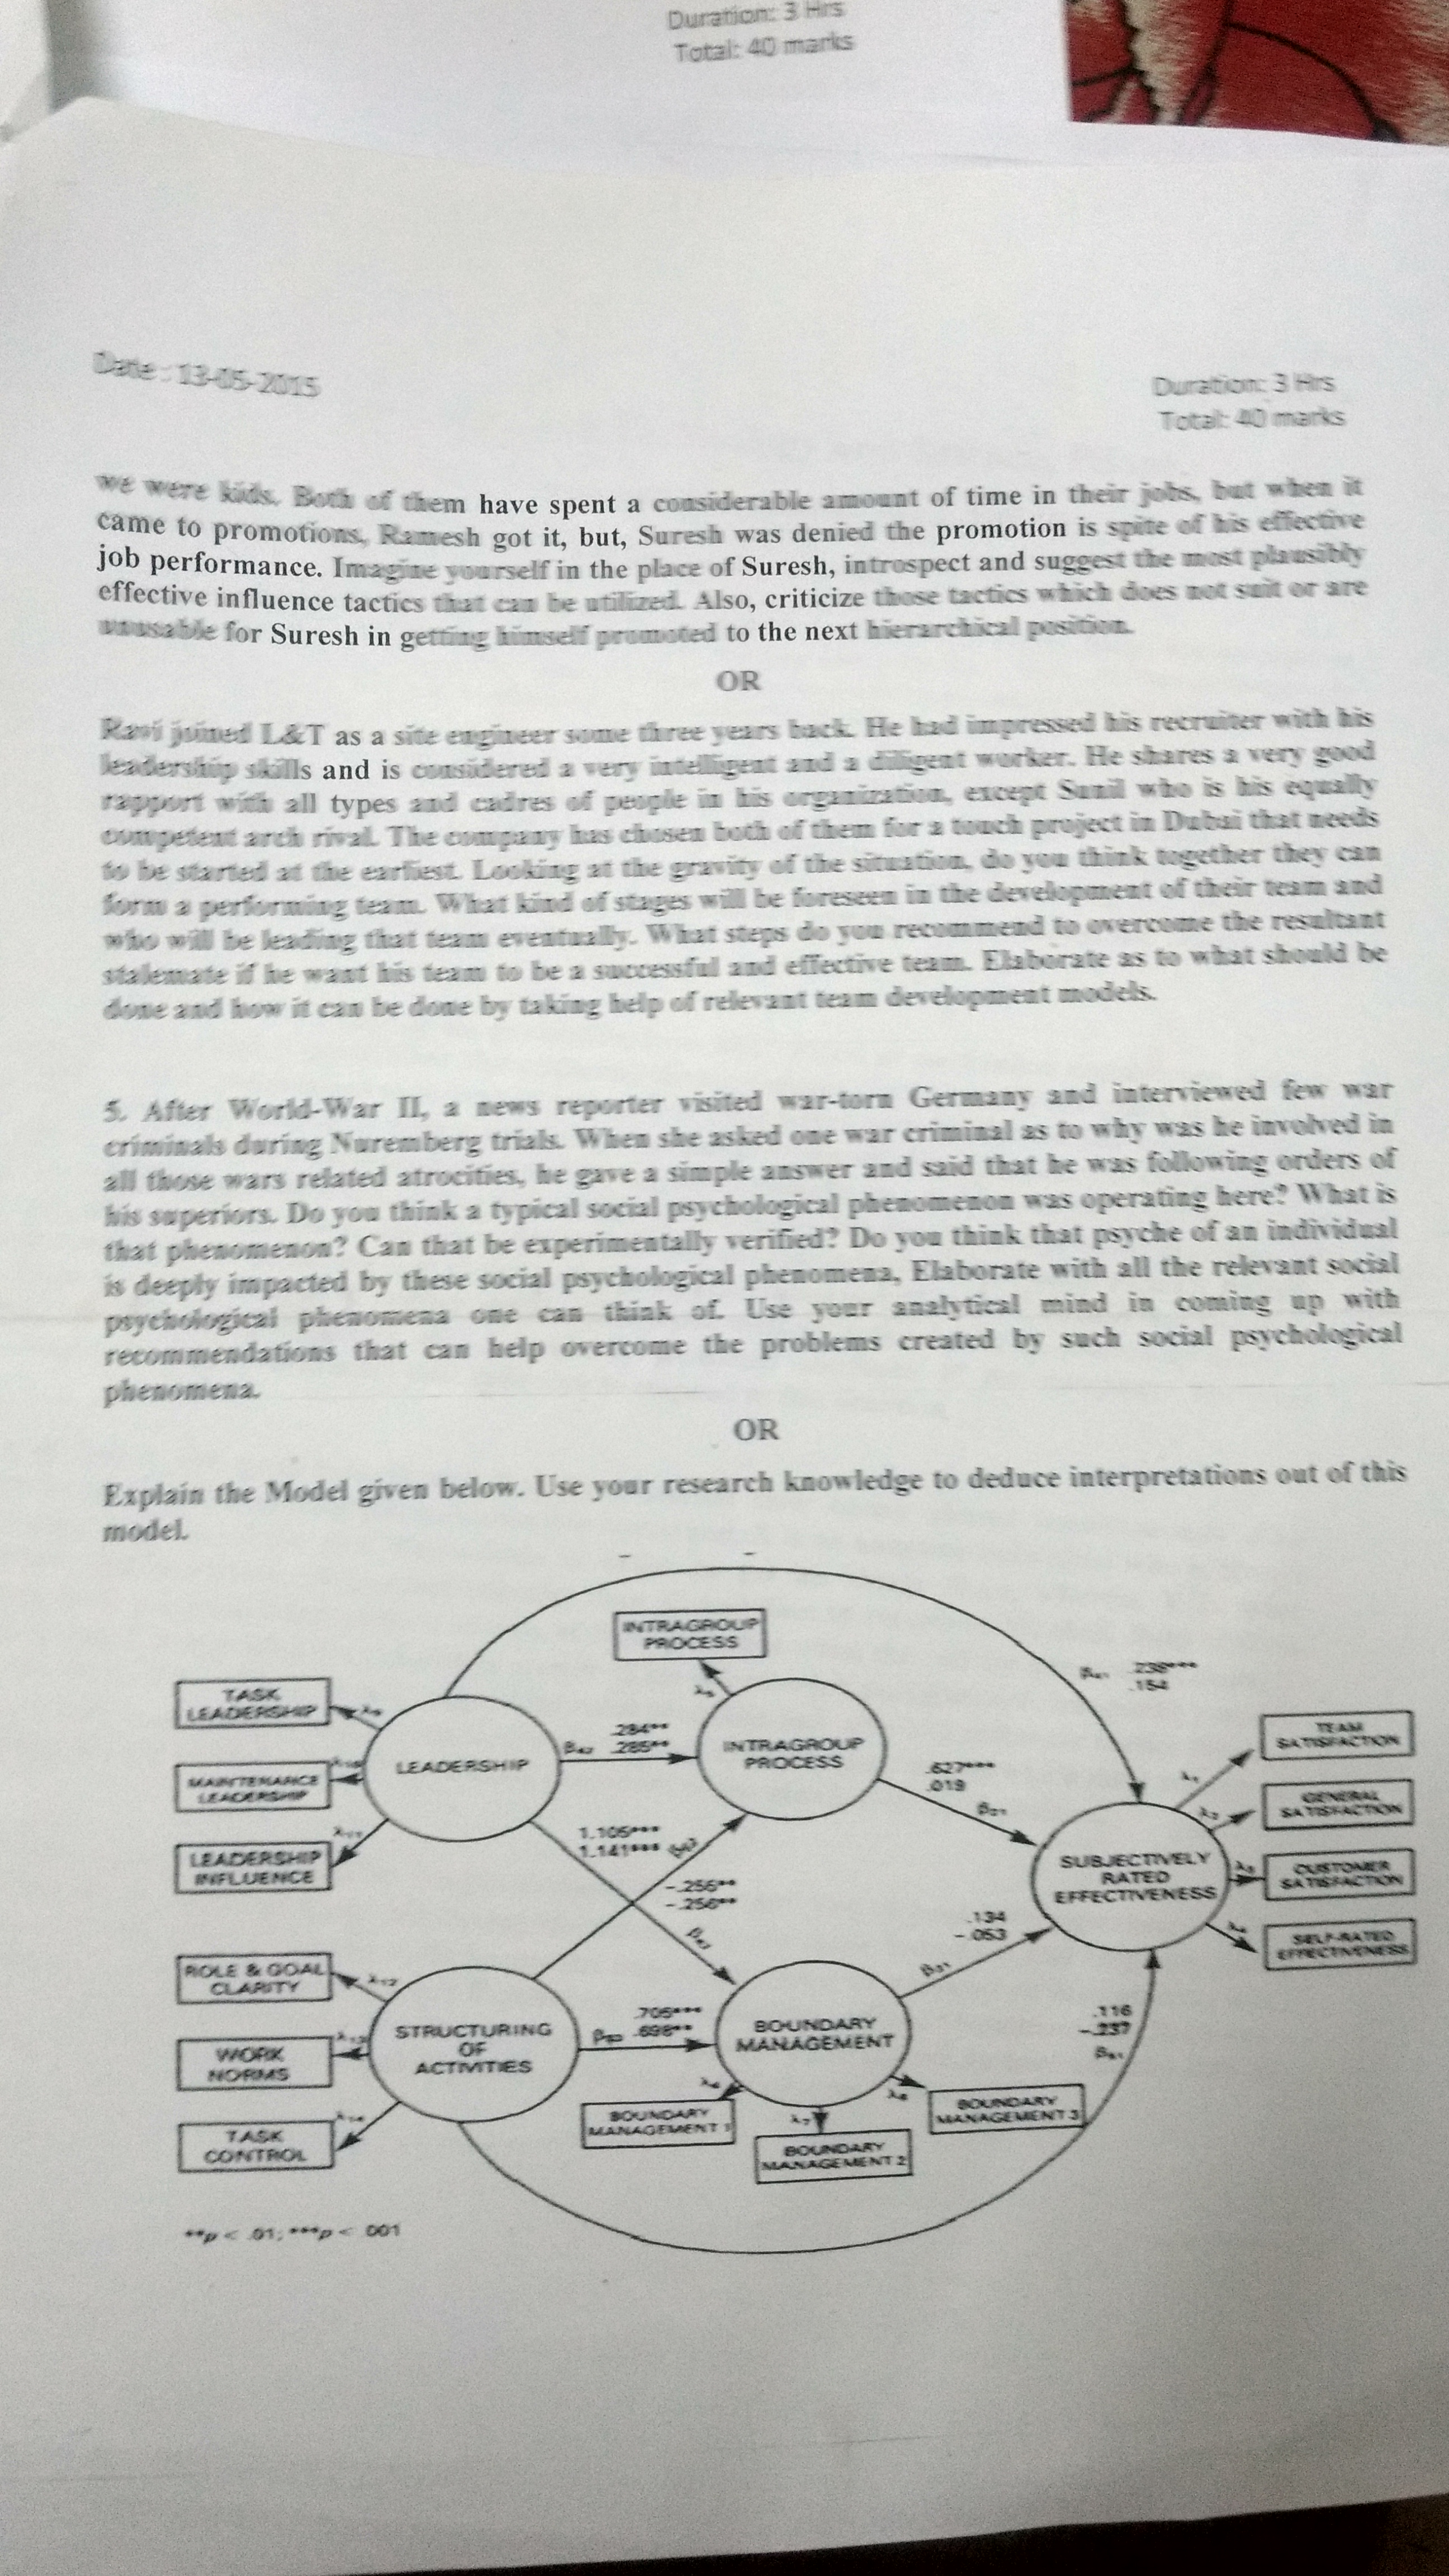 Duration: 3 Hrs
Total: 40 marks
Date : 13-05-2015
Duration: 3 Hrs
Total: 40 marks
we were kids. Both of them have spent a considerable amount of time in their jobs, but when it
came to promotions, Ramesh got it, but, Suresh was denied the promotion is spite of his effective
job performance. Imagine yourself in the place of Suresh, introspect and suggest the most plausibly
effective influence tactics that can be utilized. Also, criticize those tactics which does not suit or are
unusable for Suresh in getting himself promoted to the next hierarchical position.
OR
Ravi joined L&T as a site engineer some three years back. He had impressed his recruiter with his
leadership skills and is considered a very intelligent and a diligent worker. He shares a very good
rapport with all types and cadres of people in his organization, except Sunil who is his equally
competent arch rival. The company has chosen both of them for a touch project in Dubai that needs
to be started at the earliest. Looking at the gravity of the situation, do you think together they can
form a performing team. What kind of stages will be foreseen in the development of their team and
who will be leading that team eventually. What steps do you recommend to overcome the resultant
stalemate if he want his team to be a successful and effective team. Elaborate as to what should be
done and how it can be done by taking help of relevant team development models.
5. After World-War II, a news reporter visited war-torn Germany and interviewed few war
criminals during Nuremberg trials. When she asked one war criminal as to why was he involved in
all those wars related atrocities, he gave a simple answer and said that he was following orders of
his superiors. Do you think a typical social psychological phenomenon was operating here? What is
that phenomenon? Can that be experimentally verified? Do you think that psyche of an individual
is deeply impacted by these social psychological phenomena, Elaborate with all the relevant social
psychological phenomena one can think of. Use your analytical mind in coming up with
recommendations that can help overcome the problems created by such social psychological
phenomena.
OR
Explain the Model given below. Use your research knowledge to deduce interpretations out of this
model.
INTRAGROUP
PROCESS
.238***
.154
TASK
LEADERSHIP
MAINTENANCE
LEADERSHIP
LEADERSHIP
INFLUENCE
LEADERSHIP
.284**
.285**
INTRAGROUP
PROCESS
.627***
.019
TEAM
SATISFACTION
GENERAL
SATISFACTION
CUSTOMER
SATISFACTION
SELF-RATED
EFFECTIVENESS
SUBJECTIVELY
RATED
EFFECTIVENESS
1.105***
1.141***
-.256**
-.256**
.134
-.053
ROLE & GOAL
CLARITY
WORK
NORMS
TASK
CONTROL
STRUCTURING
OF
ACTIVITIES
.705***
.698**
BOUNDARY
MANAGEMENT
.116
-.237
BOUNDARY
MANAGEMENT 1
BOUNDARY
MANAGEMENT 2
BOUNDARY
MANAGEMENT 3
**p < .01; ***p < .001